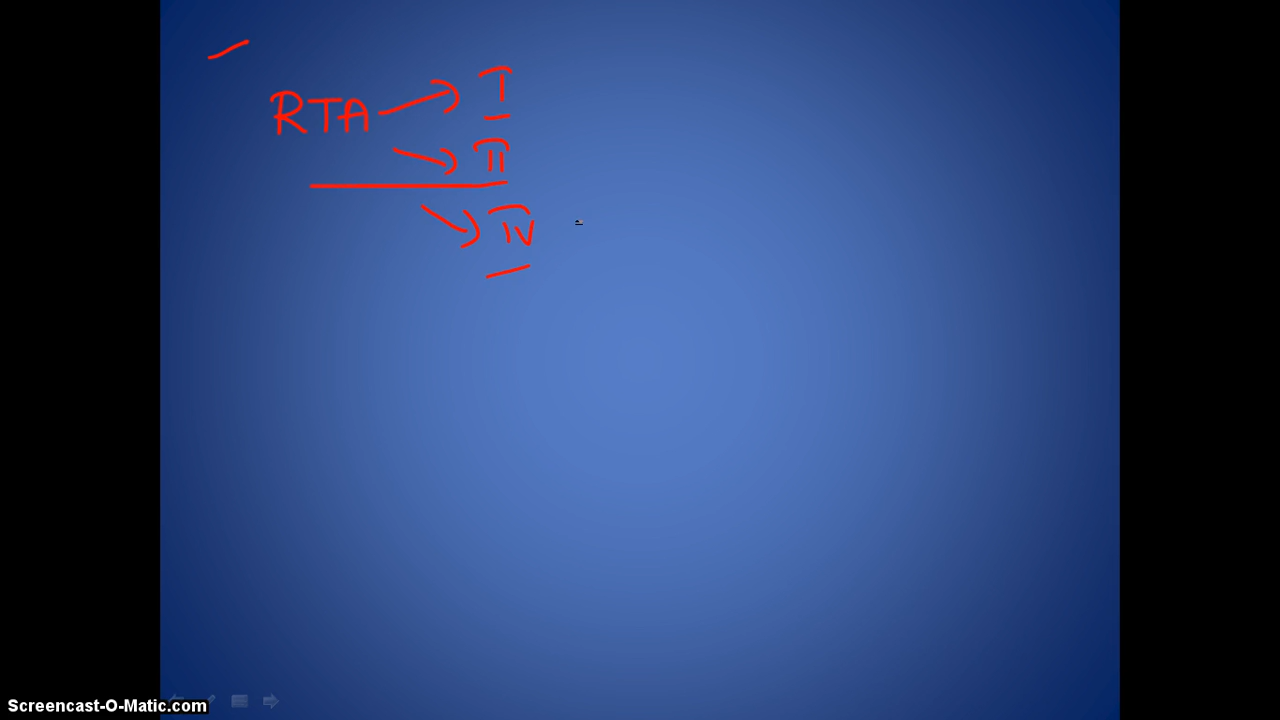 RTA → I
→ II
→ IV
Screencast-O-Matic.com